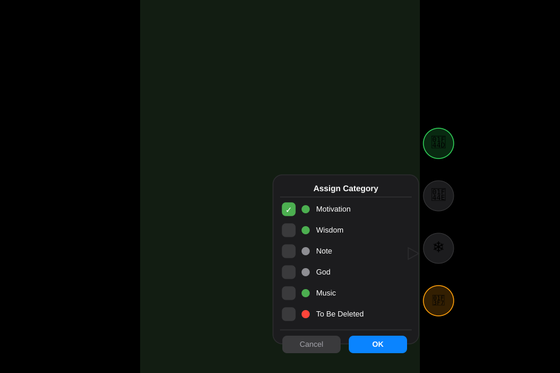 Assign Category
Motivation
Wisdom
Note
God
Music
To Be Deleted
Cancel
OK